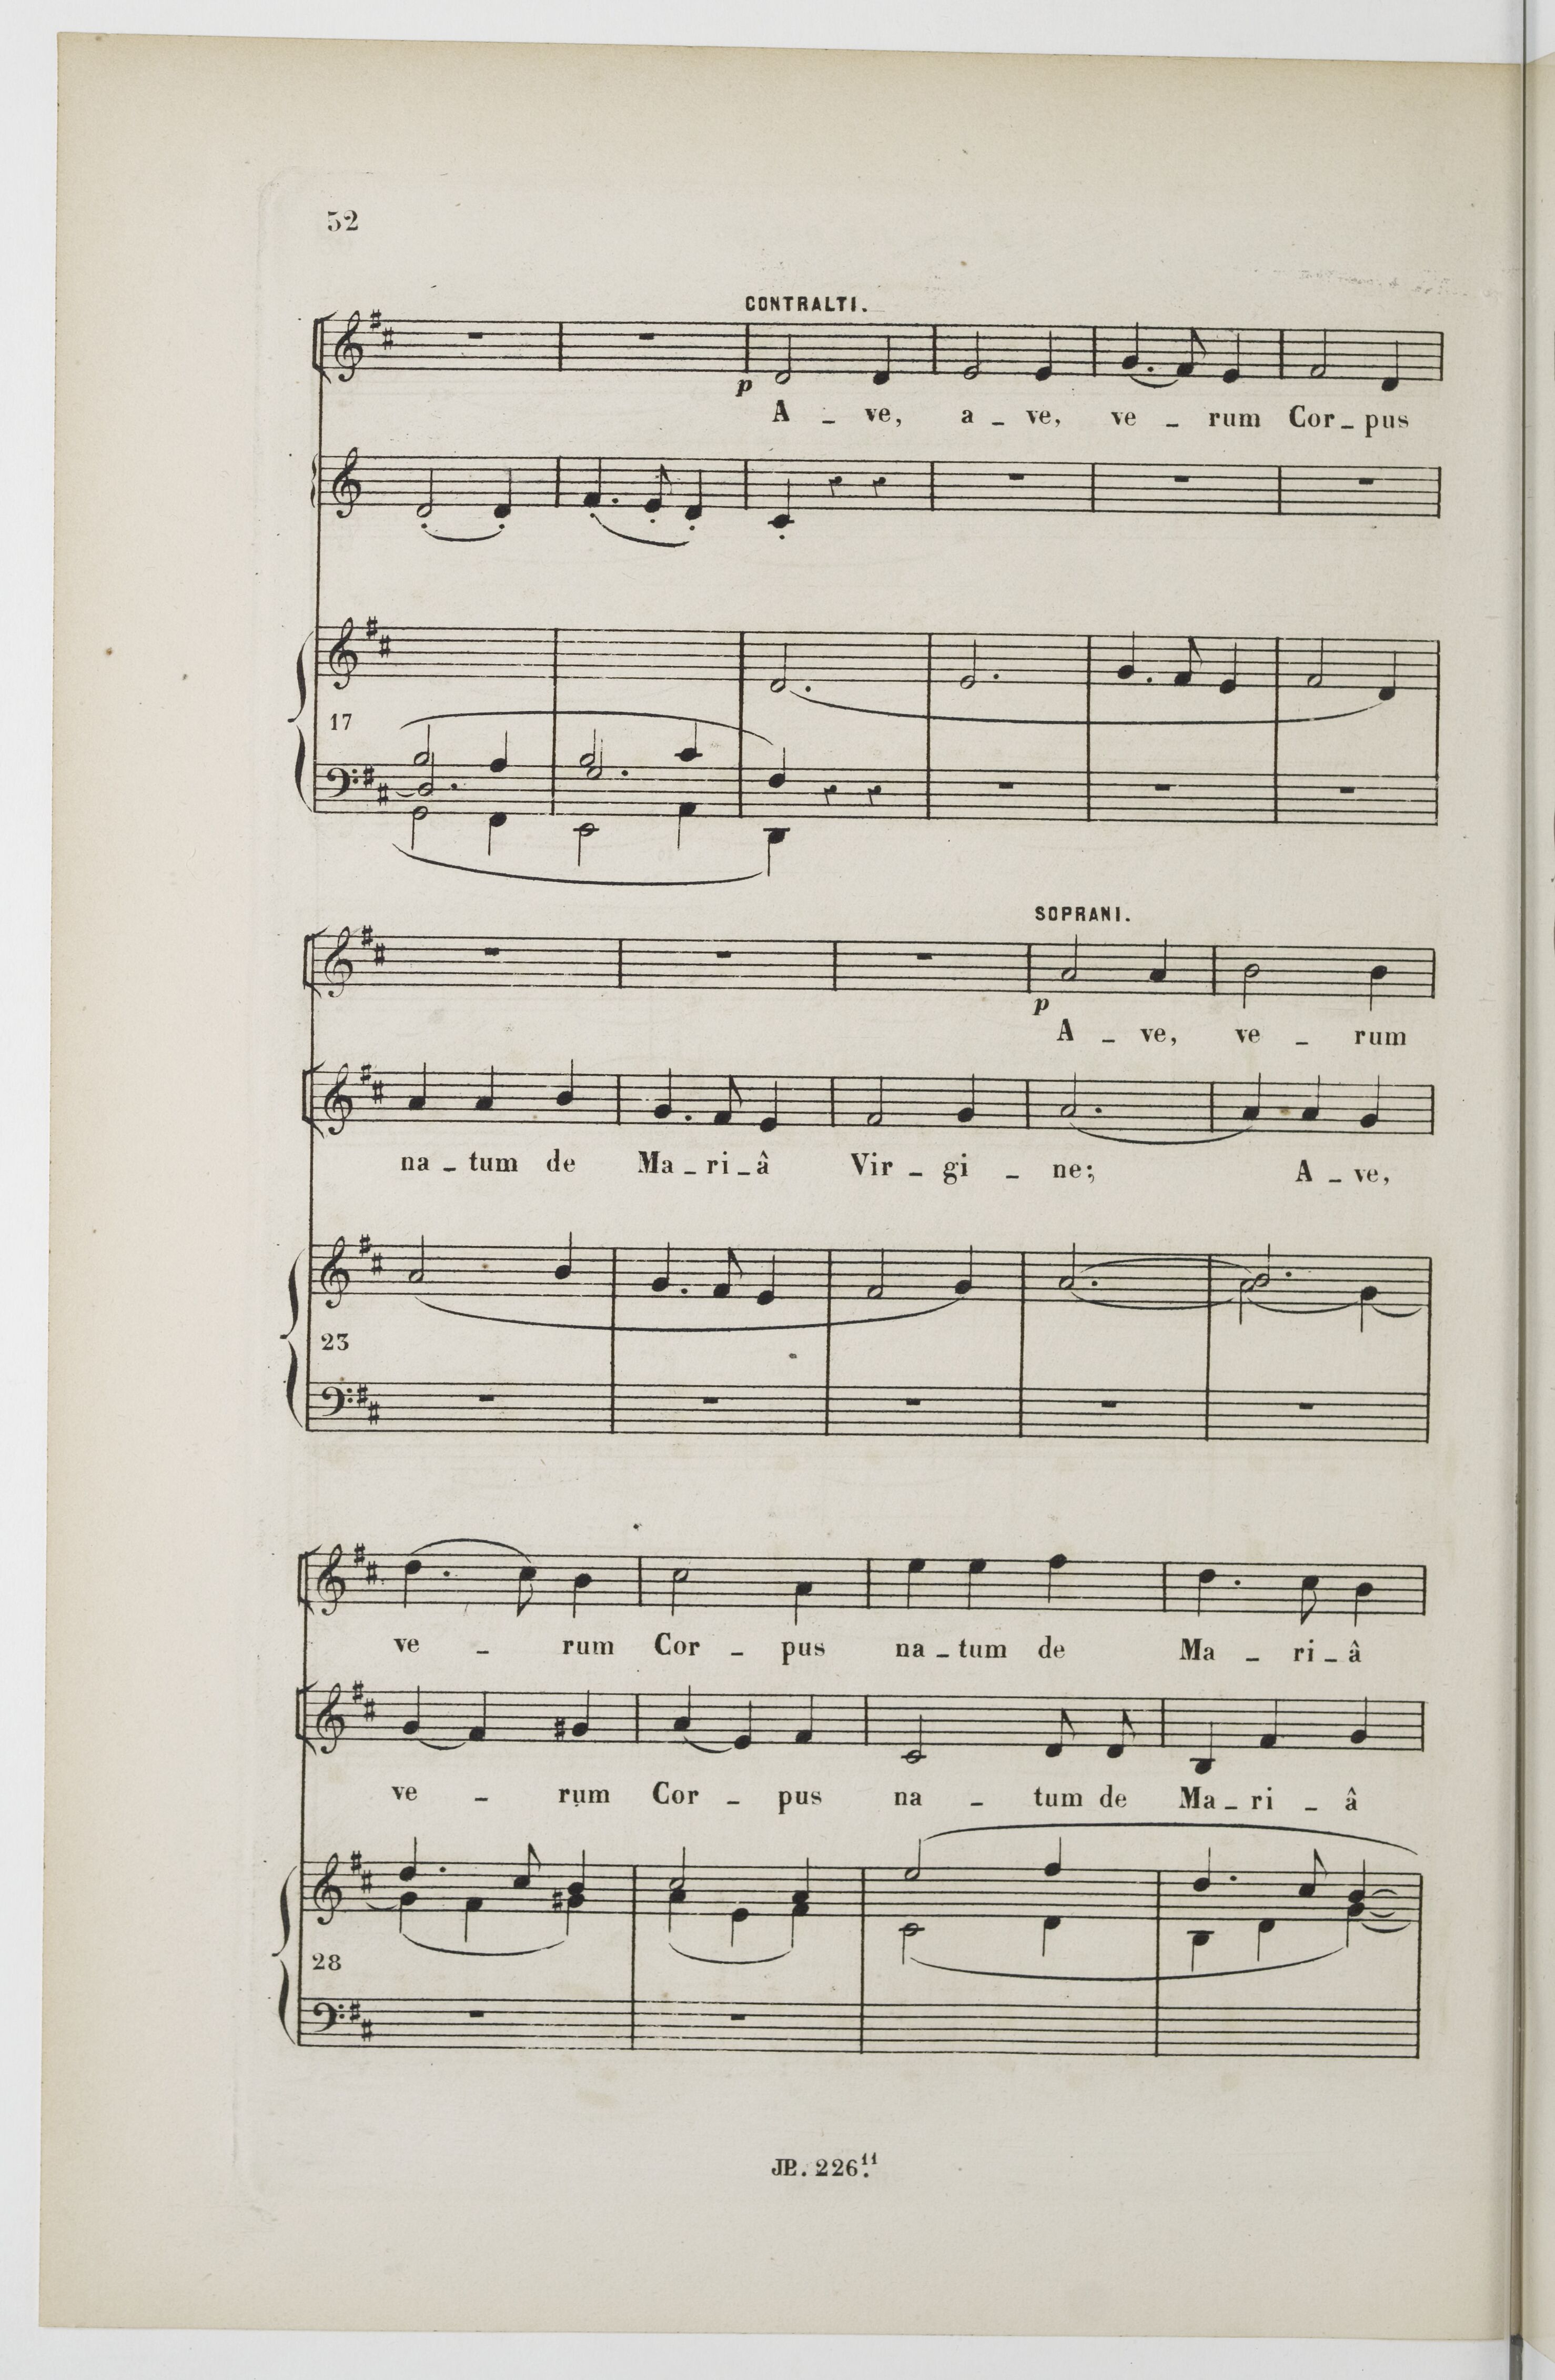 52
CONTRALTI.
p
A _ ve, a _ ve, ve _ rum Cor _ pus
17
SOPRANI.
p
A _ ve, ve _ rum
na _ tum de Ma _ ri _ â Vir _ gi _ ne; A _ ve,
23
ve _ rum Cor _ pus na _ tum de Ma _ ri _ â
ve _ rum Cor _ pus na _ tum de Ma _ ri _ â
28
JP. 226.11